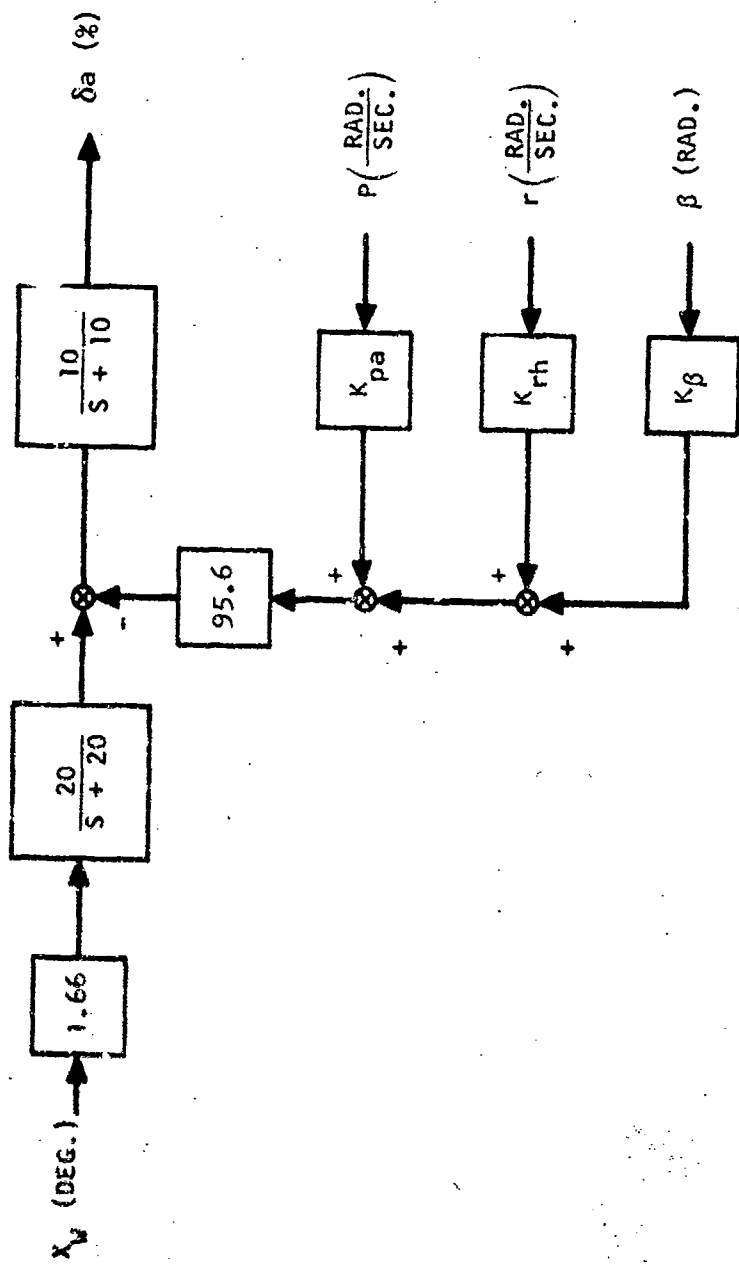 X_W (DEG.)
1.66
20
S + 20
+
-
10
S + 10
δa (%)
95.6
+
+
K_pa
P(RAD./SEC.)
+
+
K_rh
r(RAD./SEC.)
K_β
β (RAD.)